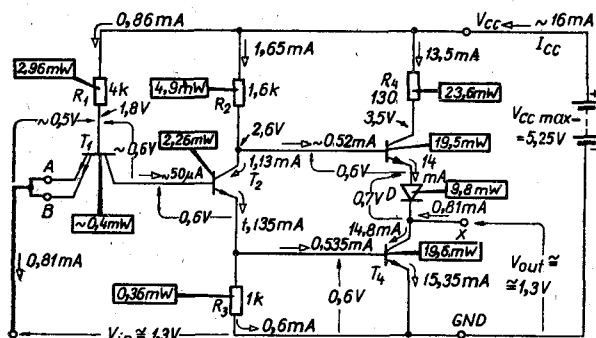 0,86mA
Vcc
~16mA
Icc
1,65mA
13,5mA
2,96mW
4k
R1
4,9mW
1,6k
R2
R4
130
23,6mW
~0,5V
1,8V
3,5V
Vcc max=
=5,25V
T1
~0,6V
2,26mW
2,6V
~0.52mA
19,5mW
A
B
~50µA
1,13mA
T2
0,6V
14
mA
0,7V
D
9,8mW
~0,4mW
0,6V
1,135mA
0,81mA
X
0,81mA
0,535mA
14,8mA
19,6mW
Vout ≅
≅1,3V
T4
0,36mW
1k
R3
0,6V
15,35mA
Vin ≅ 1,3V
0,6mA
GND